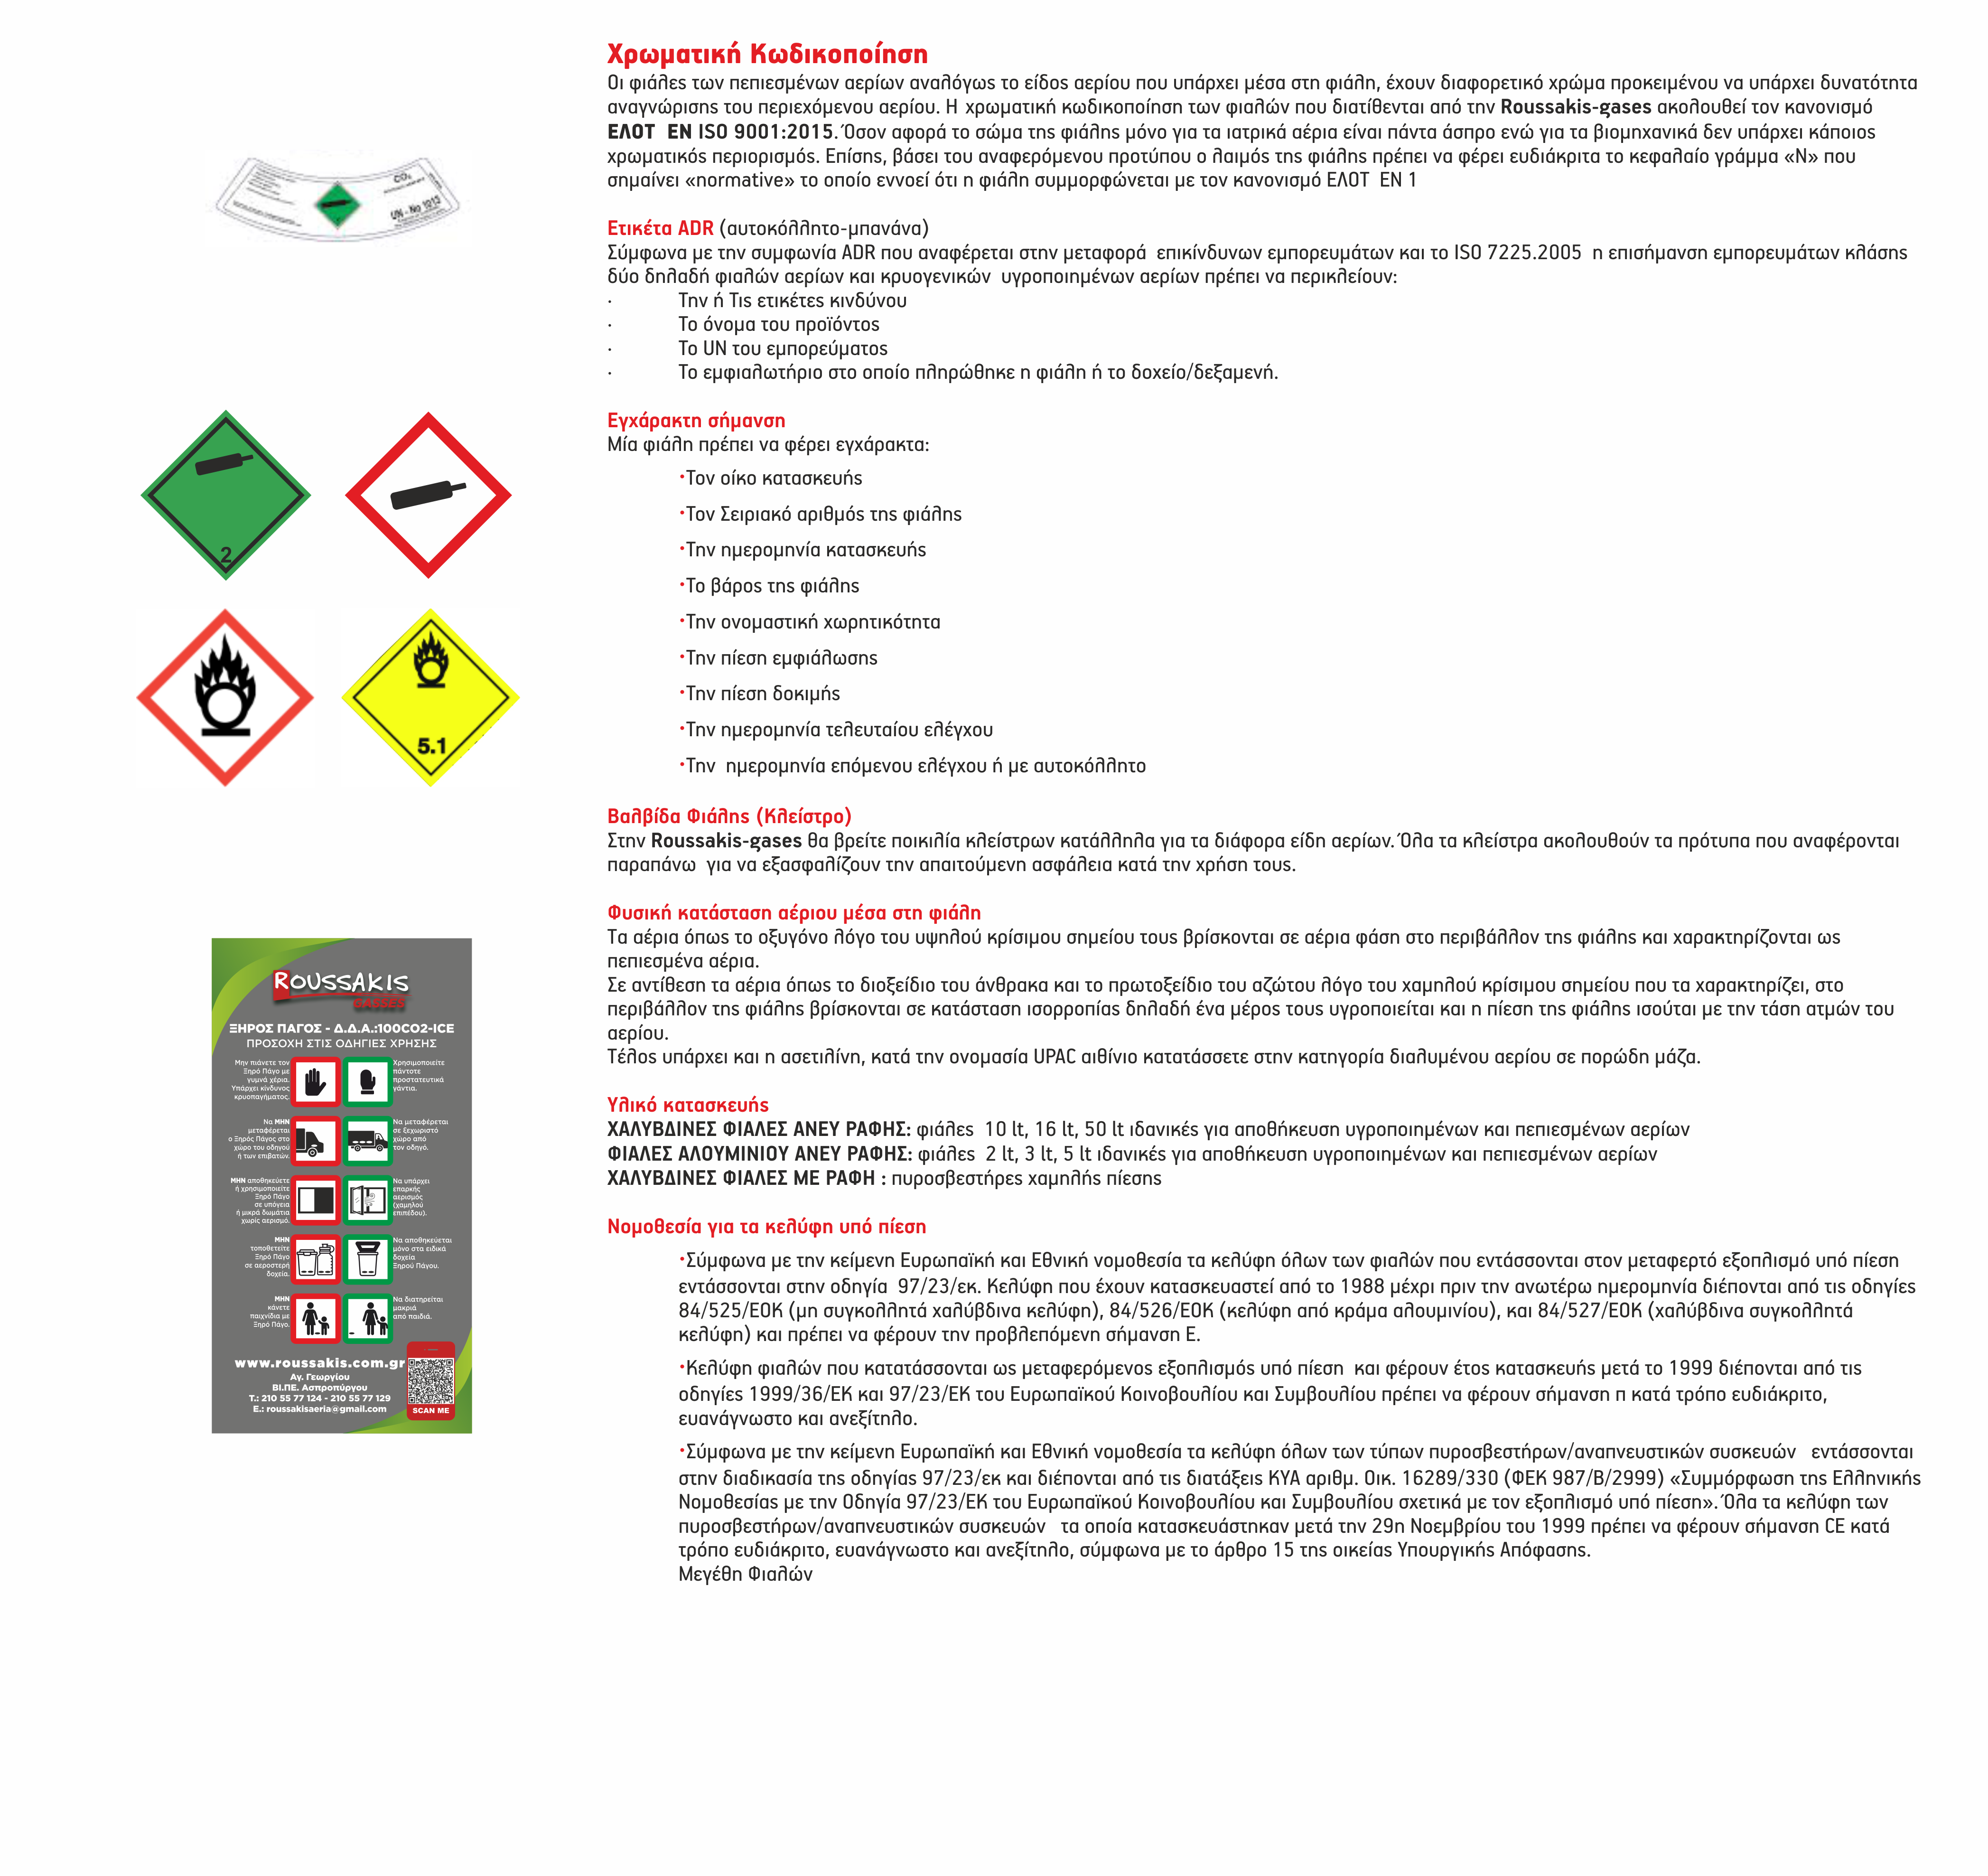 Χρωματική Κωδικοποίηση
Οι φιάλες των πεπιεσμένων αερίων αναλόγως το είδος αερίου που υπάρχει μέσα στη φιάλη, έχουν διαφορετικό χρώμα προκειμένου να υπάρχει δυνατότητα
αναγνώρισης του περιεχόμενου αερίου. Η χρωματική κωδικοποίηση των φιαλών που διατίθενται από την Roussakis-gases ακολουθεί τον κανονισμό
ΕΛΟΤ ΕΝ ISO 9001:2015. Όσον αφορά το σώμα της φιάλης μόνο για τα ιατρικά αέρια είναι πάντα άσπρο ενώ για τα βιομηχανικά δεν υπάρχει κάποιος
χρωματικός περιορισμός. Επίσης, βάσει του αναφερόμενου προτύπου ο λαιμός της φιάλης πρέπει να φέρει ευδιάκριτα το κεφαλαίο γράμμα «Ν» που
σημαίνει «normative» το οποίο εννοεί ότι η φιάλη συμμορφώνεται με τον κανονισμό ΕΛΟΤ ΕΝ 1
CO₂
UN - No 1013
Ετικέτα ADR (αυτοκόλλητο-μπανάνα)
Σύμφωνα με την συμφωνία ADR που αναφέρεται στην μεταφορά επικίνδυνων εμπορευμάτων και το ISO 7225.2005 η επισήμανση εμπορευμάτων κλάσης
δύο δηλαδή φιαλών αερίων και κρυογενικών υγροποιημένων αερίων πρέπει να περικλείουν:
· Την ή Τις ετικέτες κινδύνου
· Το όνομα του προϊόντος
· Το UN του εμπορεύματος
· Το εμφιαλωτήριο στο οποίο πληρώθηκε η φιάλη ή το δοχείο/δεξαμενή.
2
5.1
Εγχάρακτη σήμανση
Μία φιάλη πρέπει να φέρει εγχάρακτα:
·Τον οίκο κατασκευής
·Τον Σειριακό αριθμός της φιάλης
·Την ημερομηνία κατασκευής
·Το βάρος της φιάλης
·Την ονομαστική χωρητικότητα
·Την πίεση εμφιάλωσης
·Την πίεση δοκιμής
·Την ημερομηνία τελευταίου ελέγχου
·Την ημερομηνία επόμενου ελέγχου ή με αυτοκόλλητο
Βαλβίδα Φιάλης (Κλείστρο)
Στην Roussakis-gases θα βρείτε ποικιλία κλείστρων κατάλληλα για τα διάφορα είδη αερίων. Όλα τα κλείστρα ακολουθούν τα πρότυπα που αναφέρονται
παραπάνω για να εξασφαλίζουν την απαιτούμενη ασφάλεια κατά την χρήση τους.
Φυσική κατάσταση αέριου μέσα στη φιάλη
Τα αέρια όπως το οξυγόνο λόγο του υψηλού κρίσιμου σημείου τους βρίσκονται σε αέρια φάση στο περιβάλλον της φιάλης και χαρακτηρίζονται ως
πεπιεσμένα αέρια.
Σε αντίθεση τα αέρια όπως το διοξείδιο του άνθρακα και το πρωτοξείδιο του αζώτου λόγο του χαμηλού κρίσιμου σημείου που τα χαρακτηρίζει, στο
περιβάλλον της φιάλης βρίσκονται σε κατάσταση ισορροπίας δηλαδή ένα μέρος τους υγροποιείται και η πίεση της φιάλης ισούται με την τάση ατμών του
αερίου.
Τέλος υπάρχει και η ασετιλίνη, κατά την ονομασία UPAC αιθίνιο κατατάσσετε στην κατηγορία διαλυμένου αερίου σε πορώδη μάζα.
Υλικό κατασκευής
ΧΑΛΥΒΔΙΝΕΣ ΦΙΑΛΕΣ ΑΝΕΥ ΡΑΦΗΣ: φιάλες 10 lt, 16 lt, 50 lt ιδανικές για αποθήκευση υγροποιημένων και πεπιεσμένων αερίων
ΦΙΑΛΕΣ ΑΛΟΥΜΙΝΙΟΥ ΑΝΕΥ ΡΑΦΗΣ: φιάλες 2 lt, 3 lt, 5 lt ιδανικές για αποθήκευση υγροποιημένων και πεπιεσμένων αερίων
ΧΑΛΥΒΔΙΝΕΣ ΦΙΑΛΕΣ ΜΕ ΡΑΦΗ : πυροσβεστήρες χαμηλής πίεσης
Νομοθεσία για τα κελύφη υπό πίεση
·Σύμφωνα με την κείμενη Ευρωπαϊκή και Εθνική νομοθεσία τα κελύφη όλων των φιαλών που εντάσσονται στον μεταφερτό εξοπλισμό υπό πίεση
εντάσσονται στην οδηγία 97/23/εκ. Κελύφη που έχουν κατασκευαστεί από το 1988 μέχρι πριν την ανωτέρω ημερομηνία διέπονται από τις οδηγίες
84/525/ΕΟΚ (μη συγκολλητά χαλύβδινα κελύφη), 84/526/ΕΟΚ (κελύφη από κράμα αλουμινίου), και 84/527/ΕΟΚ (χαλύβδινα συγκολλητά
κελύφη) και πρέπει να φέρουν την προβλεπόμενη σήμανση Ε.
·Κελύφη φιαλών που κατατάσσονται ως μεταφερόμενος εξοπλισμός υπό πίεση και φέρουν έτος κατασκευής μετά το 1999 διέπονται από τις
οδηγίες 1999/36/ΕΚ και 97/23/ΕΚ του Ευρωπαϊκού Κοινοβουλίου και Συμβουλίου πρέπει να φέρουν σήμανση π κατά τρόπο ευδιάκριτο,
ευανάγνωστο και ανεξίτηλο.
·Σύμφωνα με την κείμενη Ευρωπαϊκή και Εθνική νομοθεσία τα κελύφη όλων των τύπων πυροσβεστήρων/αναπνευστικών συσκευών εντάσσονται
στην διαδικασία της οδηγίας 97/23/εκ και διέπονται από τις διατάξεις ΚΥΑ αριθμ. Οικ. 16289/330 (ΦΕΚ 987/Β/2999) «Συμμόρφωση της Ελληνικής
Νομοθεσίας με την Οδηγία 97/23/ΕΚ του Ευρωπαϊκού Κοινοβουλίου και Συμβουλίου σχετικά με τον εξοπλισμό υπό πίεση». Όλα τα κελύφη των
πυροσβεστήρων/αναπνευστικών συσκευών τα οποία κατασκευάστηκαν μετά την 29η Νοεμβρίου του 1999 πρέπει να φέρουν σήμανση CE κατά
τρόπο ευδιάκριτο, ευανάγνωστο και ανεξίτηλο, σύμφωνα με το άρθρο 15 της οικείας Υπουργικής Απόφασης.
Μεγέθη Φιαλών
ROUSSAKIS
GASSES
ΞΗΡΟΣ ΠΑΓΟΣ - Δ.Δ.Α.:100CO2-ICE
ΠΡΟΣΟΧΗ ΣΤΙΣ ΟΔΗΓΙΕΣ ΧΡΗΣΗΣ
Μην πιάνετε τον
Ξηρό Πάγο με
γυμνά χέρια.
Υπάρχει κίνδυνος
κρυοπαγήματος.
Χρησιμοποιείτε
πάντοτε
προστατευτικά
γάντια.
Να ΜΗΝ
μεταφέρεται
ο Ξηρός Πάγος στο
χώρο του οδηγού
ή των επιβατών.
Να μεταφέρεται
σε ξεχωριστό
χώρο από
τον οδηγό.
ΜΗΝ αποθηκεύετε
ή χρησιμοποιείτε
Ξηρό Πάγο
σε υπόγεια
ή μικρά δωμάτια
χωρίς αερισμό.
Να υπάρχει
επαρκής
αερισμός
(χαμηλού
επιπέδου).
ΜΗΝ
τοποθετείτε
Ξηρό Πάγο
σε αεροστερή
δοχεία.
Να αποθηκεύεται
μόνο στα ειδικά
δοχεία
Ξηρού Πάγου.
ΜΗΝ
κάνετε
παιχνίδια με
Ξηρό Πάγο.
Να διατηρείται
μακριά
από παιδιά.
www.roussakis.com.gr
Αγ. Γεωργίου
ΒΙ.ΠΕ. Ασπροπύργου
Τ.: 210 55 77 124 - 210 55 77 129
E.: roussakisaeria@gmail.com
SCAN ME